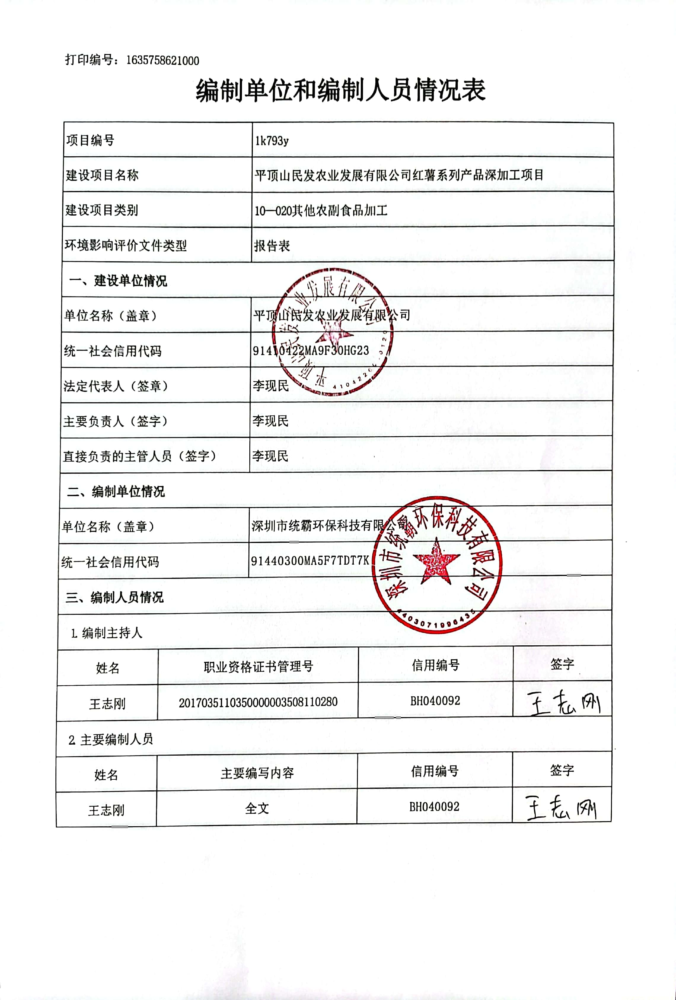 打印编号：1635758621000
编制单位和编制人员情况表
项目编号 1k793y
建设项目名称 平顶山民发农业发展有限公司红薯系列产品深加工项目
建设项目类别 10—020其他农副食品加工
环境影响评价文件类型 报告表
一、建设单位情况
单位名称（盖章） 平顶山民发农业发展有限公司
统一社会信用代码 91410422MA9F30HG23
法定代表人（签章） 李现民
主要负责人（签字） 李现民
直接负责的主管人员（签字） 李现民
平顶山民发农业发展有限公司
二、编制单位情况
单位名称（盖章） 深圳市统霸环保科技有限公司
统一社会信用代码 91440300MA5F7TDT7K
深圳市统霸环保科技有限公司
4403071996435
三、编制人员情况
1. 编制主持人
姓名 职业资格证书管理号 信用编号 签字
王志刚 2017035110350000003508110280 BH040092 王志刚
2. 主要编制人员
姓名 主要编写内容 信用编号 签字
王志刚 全文 BH040092 王志刚